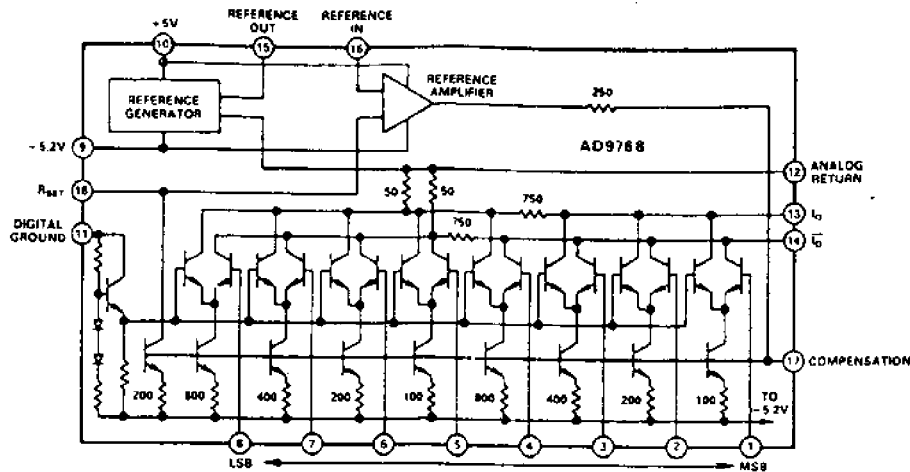 REFERENCE OUT
REFERENCE IN
+5V
10
15
16
REFERENCE GENERATOR
REFERENCE AMPLIFIER
250
AD9768
-5.2V
9
12
ANALOG RETURN
RSET
18
50
50
750
13
IO
DIGITAL GROUND
11
750
14
IO
17
COMPENSATION
200
800
400
200
100
800
400
200
100
TO -5.2V
8
7
6
5
4
3
2
1
LSB
MSB